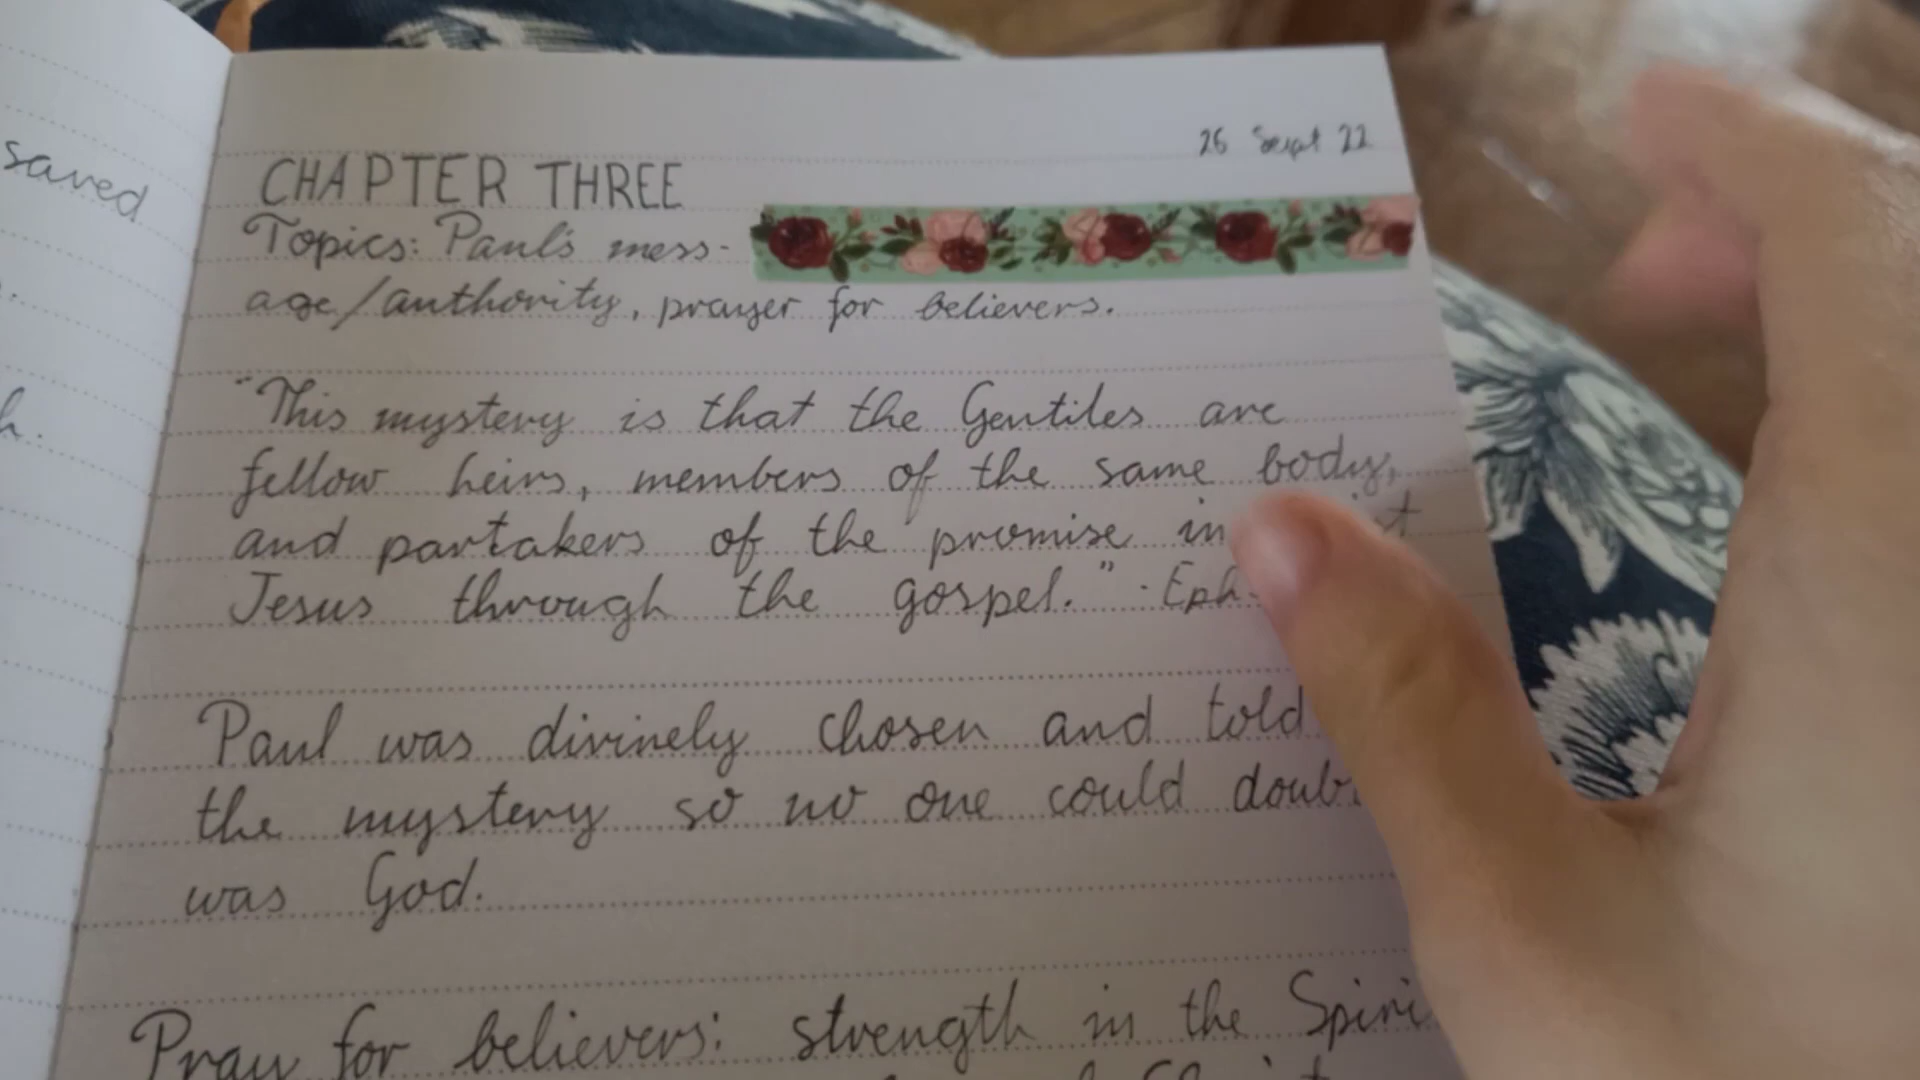 saved
h.
26 Sept 22
CHAPTER THREE
Topics: Paul's mess-
age/authority, prayer for believers.
"This mystery is that the Gentiles are
fellow heirs, members of the same body,
and partakers of the promise in
Jesus through the gospel." - Eph
Paul was divinely chosen and told
the mystery so no one could doub
was God.
Pray for believers: strength in the Spiri